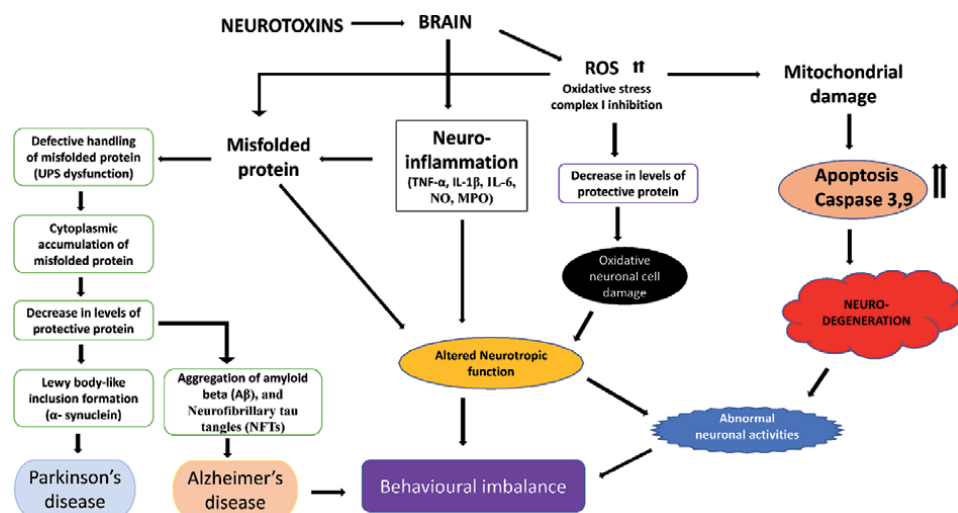 NEUROTOXINS
BRAIN
ROS ⇈
Oxidative stress
complex I inhibition
Mitochondrial
damage
Defective handling
of misfolded protein
(UPS dysfunction)
Misfolded
protein
Neuro-
inflammation
(TNF-α, IL-1β, IL-6,
NO, MPO)
Decrease in levels of
protective protein
Apoptosis
Caspase 3,9
Cytoplasmic
accumulation of
misfolded protein
Oxidative
neuronal cell
damage
Decrease in levels of
protective protein
NEURO-
DEGENERATION
Altered Neurotropic
function
Lewy body-like
inclusion formation
(α- synuclein)
Aggregation of amyloid
beta (Aβ), and
Neurofibrillary tau
tangles (NFTs)
Abnormal
neuronal activities
Parkinson’s
disease
Alzheimer’s
disease
Behavioural imbalance